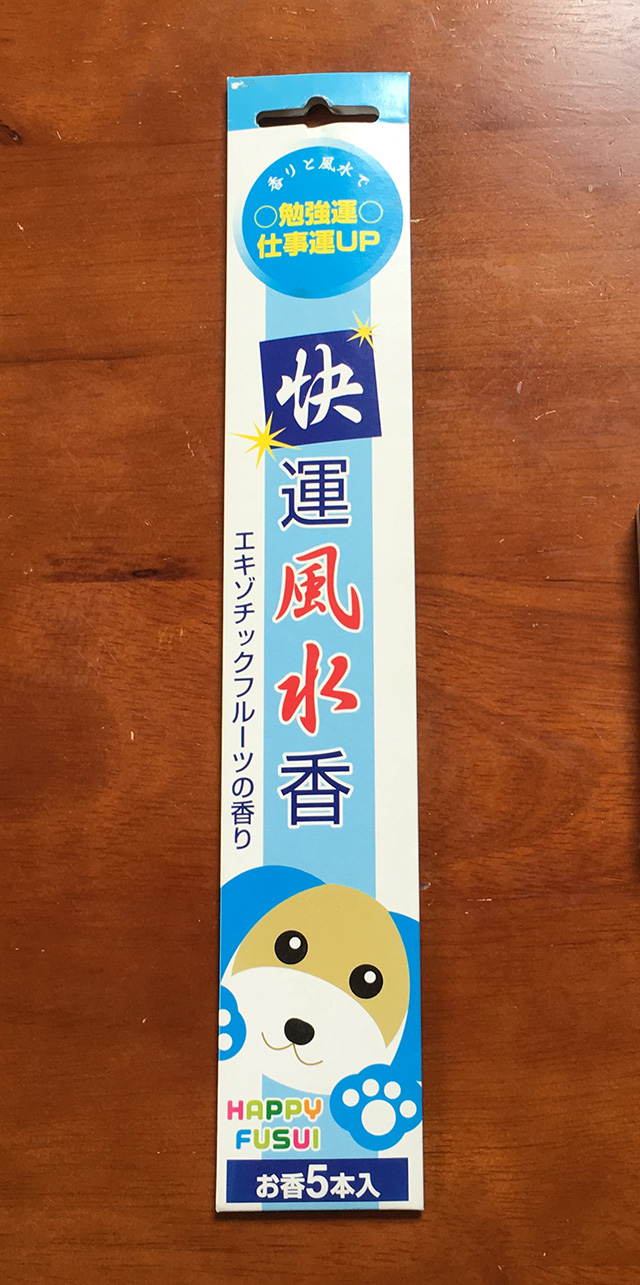 香りと風水で
○勉強運○
仕事運UP
快運風水香
エキゾチックフルーツの香り
HAPPY
FUSUI
お香5本入